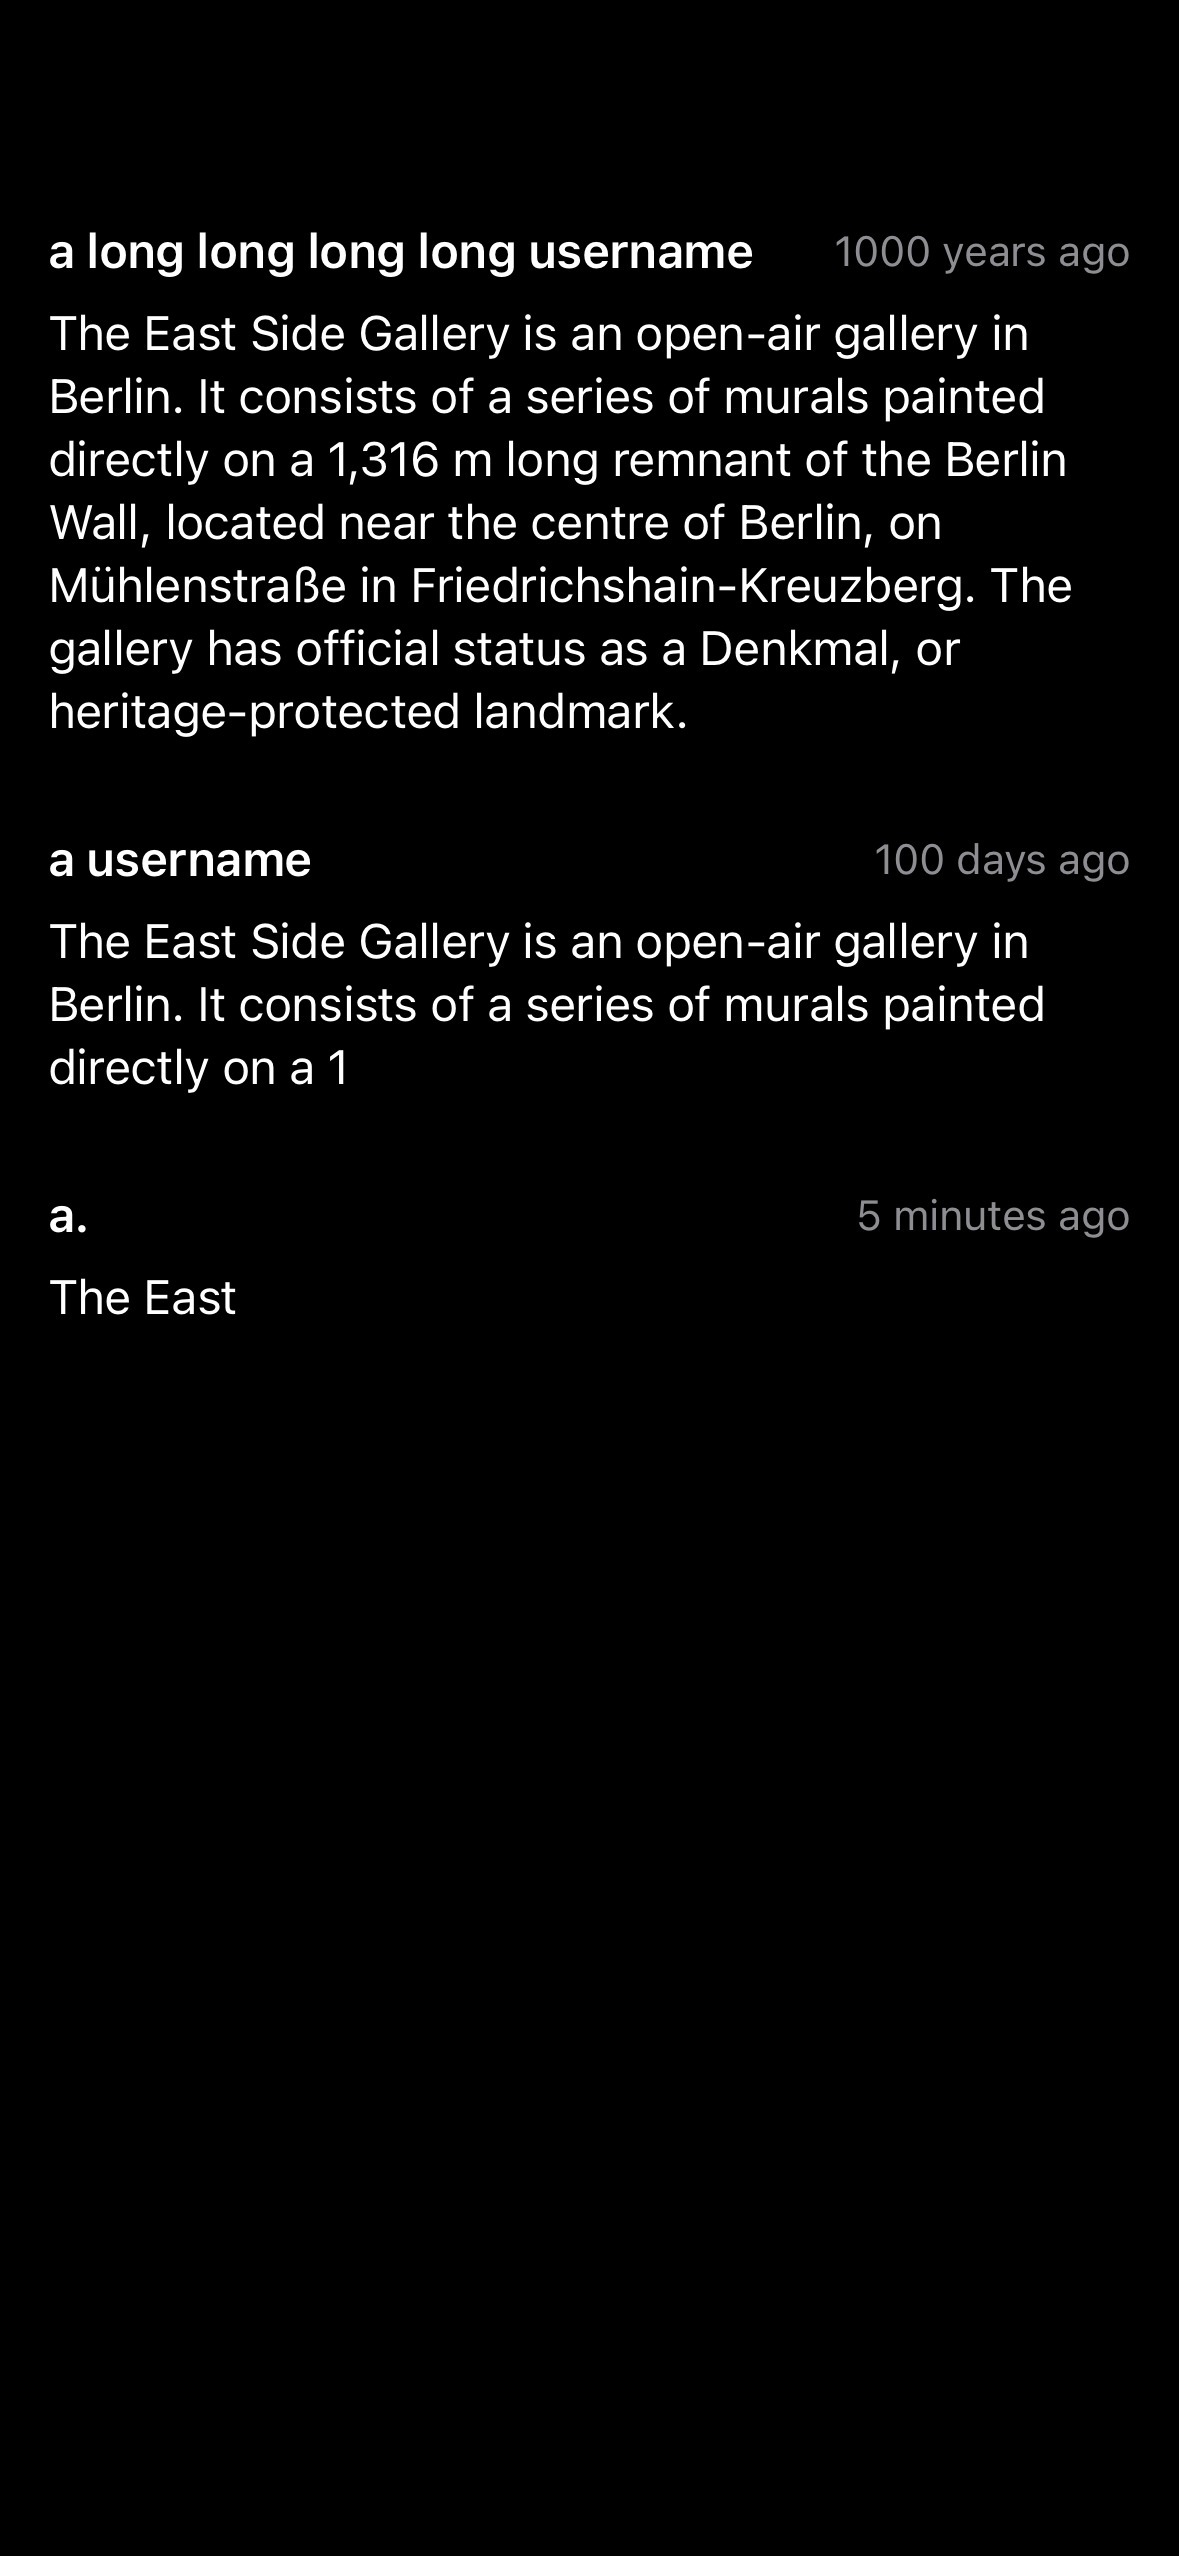 a long long long long username 1000 years ago
The East Side Gallery is an open-air gallery in
Berlin. It consists of a series of murals painted
directly on a 1,316 m long remnant of the Berlin
Wall, located near the centre of Berlin, on
Mühlenstraße in Friedrichshain-Kreuzberg. The
gallery has official status as a Denkmal, or
heritage-protected landmark.
a username 100 days ago
The East Side Gallery is an open-air gallery in
Berlin. It consists of a series of murals painted
directly on a 1
a. 5 minutes ago
The East